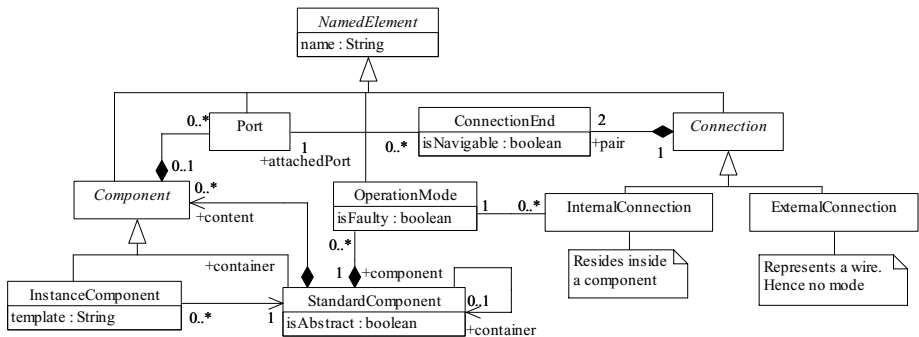 NamedElement
name : String
0..*
Port
1
+attachedPort
0..*
ConnectionEnd
isNavigable : boolean
2
+pair
1
Connection
0..1
Component
0..*
+content
OperationMode
isFaulty : boolean
1
0..*
InternalConnection
ExternalConnection
0..*
Resides inside
a component
Represents a wire.
Hence no mode
+container
1
+component
InstanceComponent
template : String
0..*
1
StandardComponent
isAbstract : boolean
0..1
+container